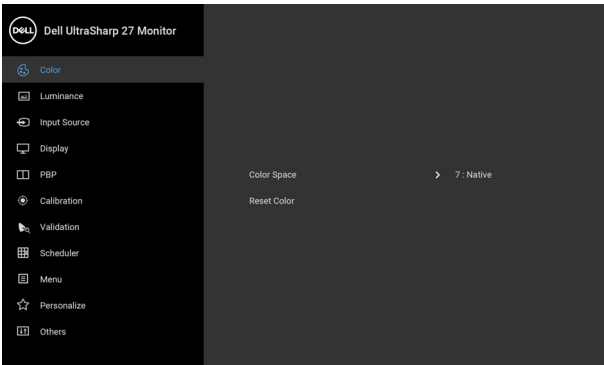 DELL
Dell UltraSharp 27 Monitor
Color
Luminance
Input Source
Display
PBP
Calibration
Validation
Scheduler
Menu
Personalize
Others
Color Space
7 : Native
Reset Color